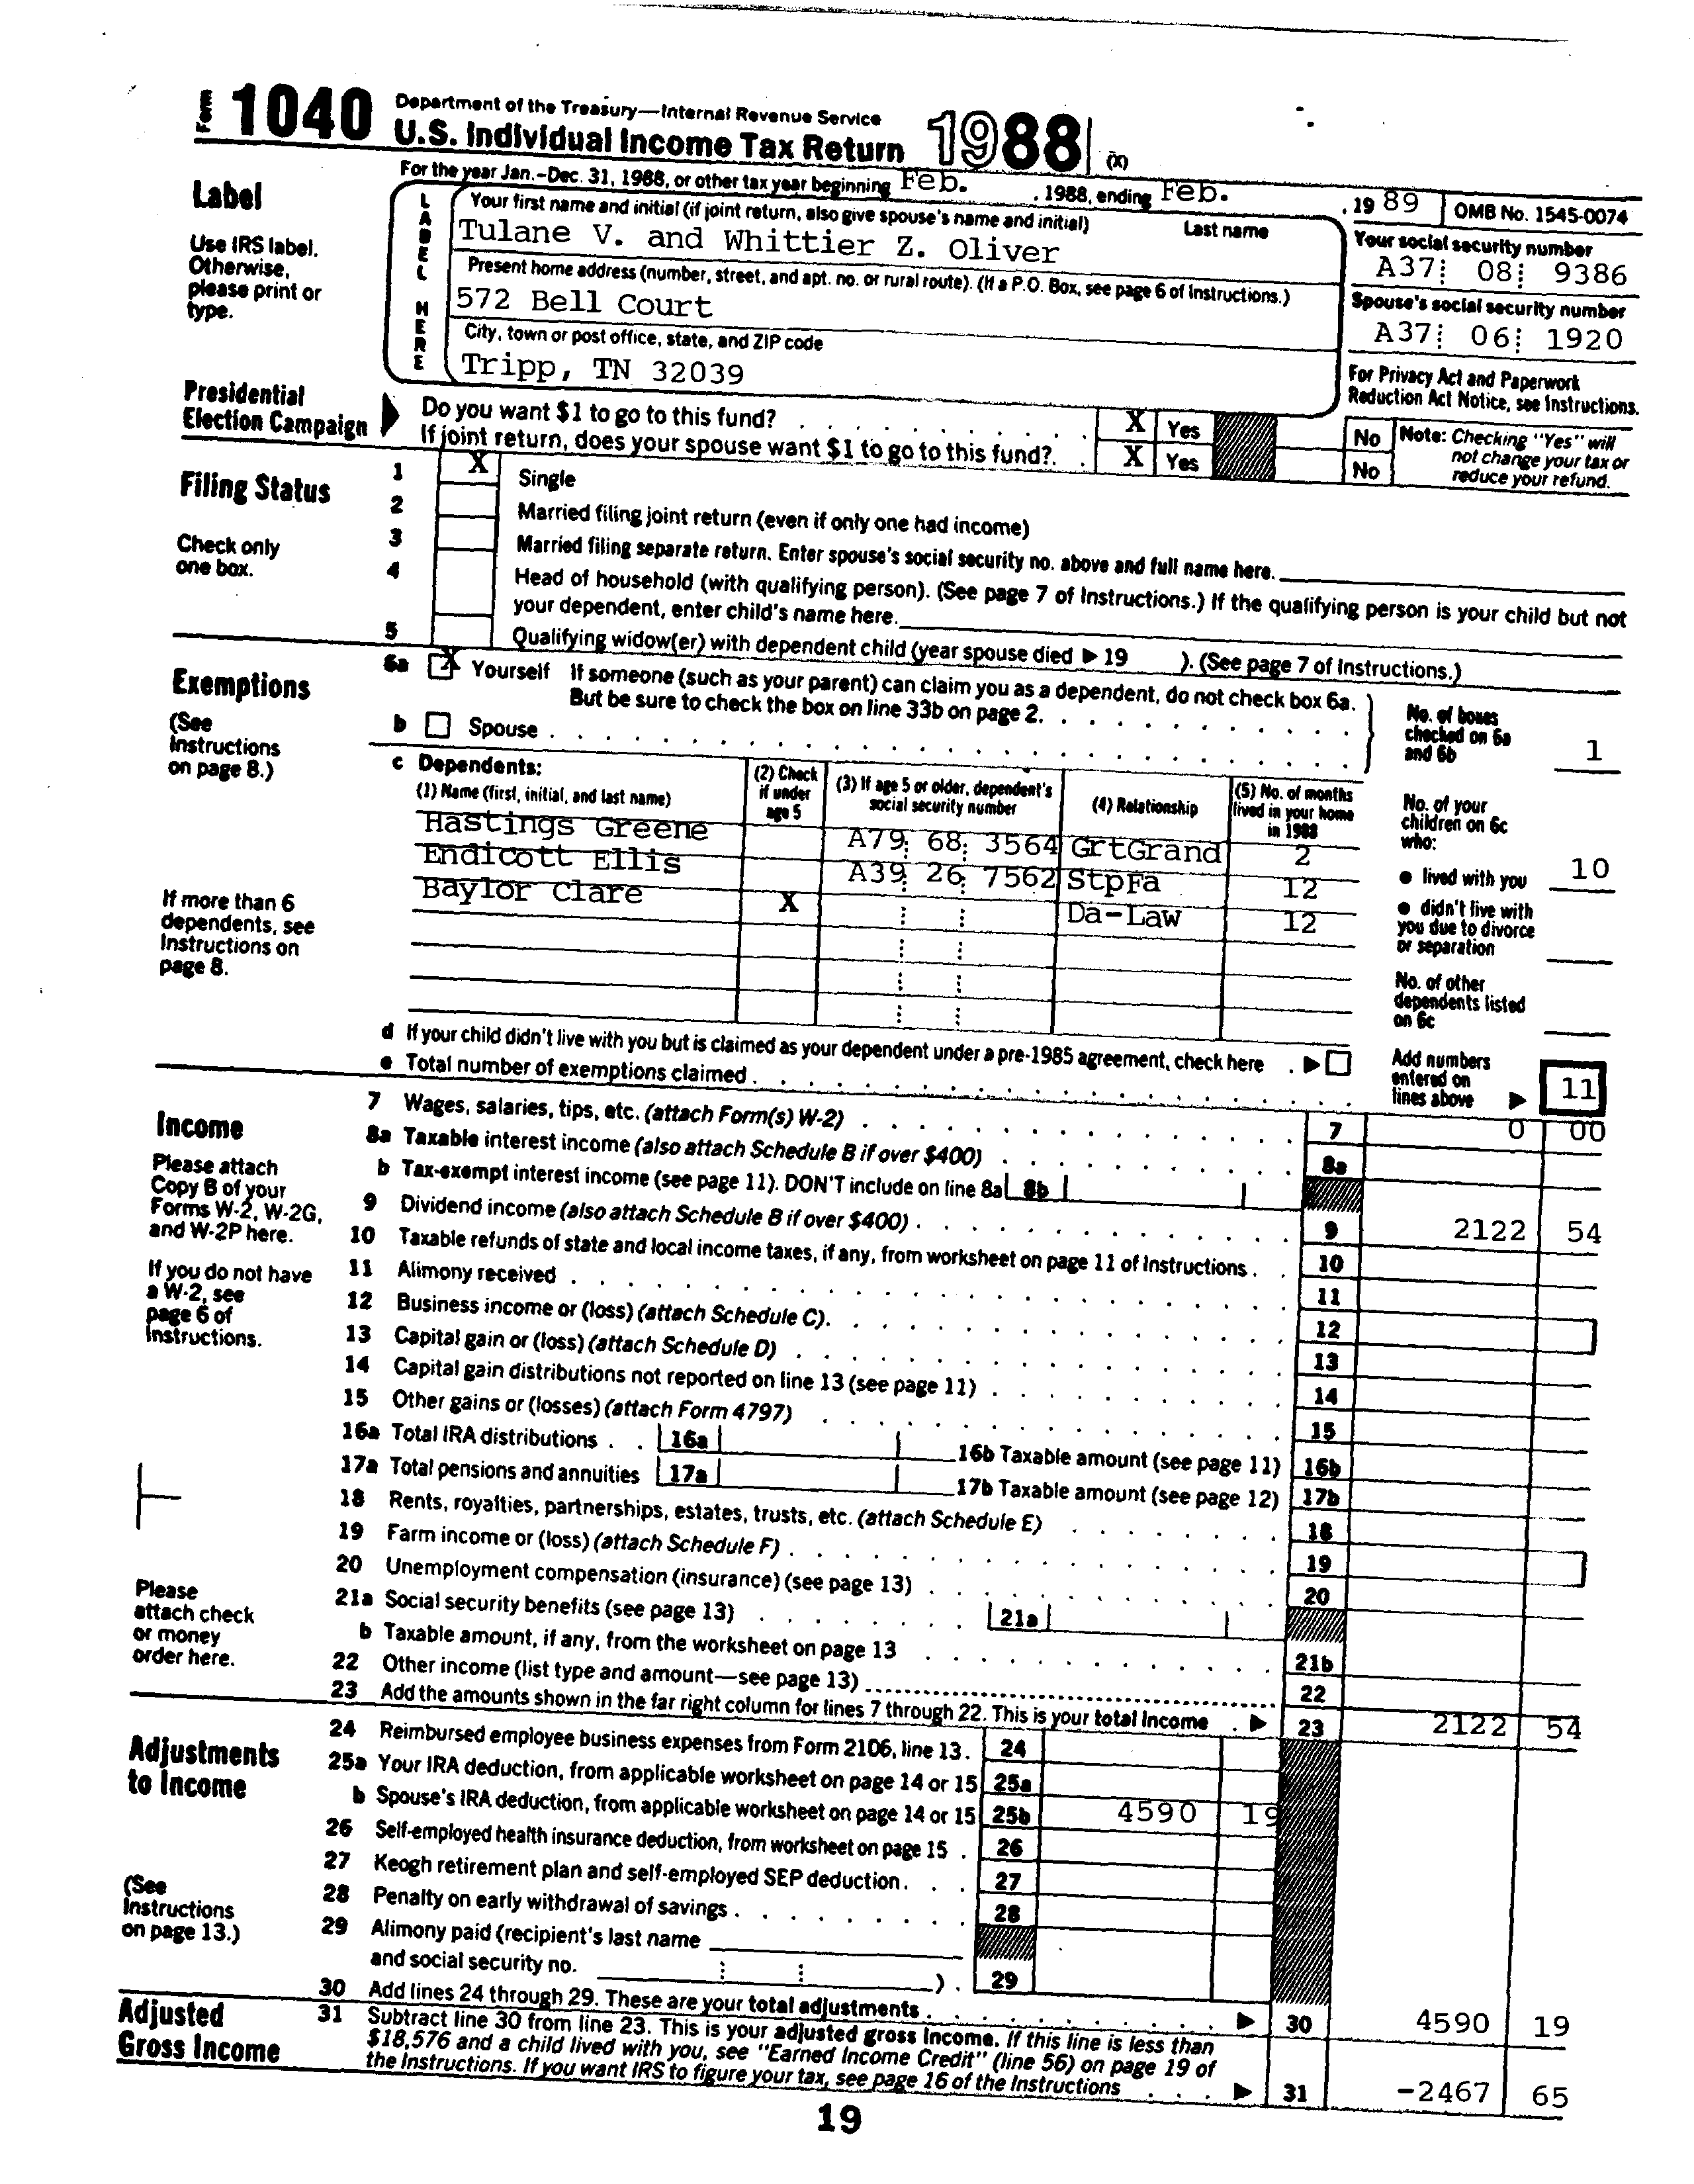 Form 1040 Department of the Treasury—Internal Revenue Service
U.S. Individual Income Tax Return 1988 (X)
For the year Jan.–Dec. 31, 1988, or other tax year beginning Feb. , 1988, ending Feb. , 19 89 OMB No. 1545-0074
Label
Use IRS label. Otherwise, please print or type.
LABEL HERE
Your first name and initial (if joint return, also give spouse's name and initial) Last name
Tulane V. and Whittier Z. Oliver
Your social security number
A37 08 9386
Present home address (number, street, and apt. no. or rural route). (If a P.O. Box, see page 6 of Instructions.)
572 Bell Court
Spouse's social security number
A37 06 1920
City, town or post office, state, and ZIP code
Tripp, TN 32039
For Privacy Act and Paperwork Reduction Act Notice, see Instructions.
Presidential Election Campaign
Do you want $1 to go to this fund? X Yes No
If joint return, does your spouse want $1 to go to this fund? X Yes No
Note: Checking "Yes" will not change your tax or reduce your refund.
Filing Status
Check only one box.
1 X Single
2 Married filing joint return (even if only one had income)
3 Married filing separate return. Enter spouse's social security no. above and full name here.
4 Head of household (with qualifying person). (See page 7 of Instructions.) If the qualifying person is your child but not
your dependent, enter child's name here.
5 Qualifying widow(er) with dependent child (year spouse died ▶ 19 ). (See page 7 of Instructions.)
Exemptions
(See Instructions on page 8.)
6a X Yourself If someone (such as your parent) can claim you as a dependent, do not check box 6a.
But be sure to check the box on line 33b on page 2.
b Spouse
No. of boxes checked on 6a and 6b 1
c Dependents:
(1) Name (first, initial, and last name) (2) Check if under age 5 (3) If age 5 or older, dependent's social security number (4) Relationship (5) No. of months lived in your home in 1988
Hastings Greene A79 68 3564 GrtGrand 2
Endicott Ellis A39 26 7562 StpFa 12
Baylor Clare X Da-Law 12
No. of your children on 6c who:
● lived with you 10
● didn't live with you due to divorce or separation
No. of other dependents listed on 6c
If more than 6 dependents, see Instructions on page 8.
d If your child didn't live with you but is claimed as your dependent under a pre-1985 agreement, check here ▶
e Total number of exemptions claimed
Add numbers entered on lines above ▶ 11
Income
Please attach Copy B of your Forms W-2, W-2G, and W-2P here.
If you do not have a W-2, see page 6 of Instructions.
Please attach check or money order here.
7 Wages, salaries, tips, etc. (attach Form(s) W-2) 7 0 00
8a Taxable interest income (also attach Schedule B if over $400) 8a
b Tax-exempt interest income (see page 11). DON'T include on line 8a 8b
9 Dividend income (also attach Schedule B if over $400) 9 2122 54
10 Taxable refunds of state and local income taxes, if any, from worksheet on page 11 of Instructions 10
11 Alimony received 11
12 Business income or (loss) (attach Schedule C) 12
13 Capital gain or (loss) (attach Schedule D) 13
14 Capital gain distributions not reported on line 13 (see page 11) 14
15 Other gains or (losses) (attach Form 4797) 15
16a Total IRA distributions 16a 16b Taxable amount (see page 11) 16b
17a Total pensions and annuities 17a 17b Taxable amount (see page 12) 17b
18 Rents, royalties, partnerships, estates, trusts, etc. (attach Schedule E) 18
19 Farm income or (loss) (attach Schedule F) 19
20 Unemployment compensation (insurance) (see page 13) 20
21a Social security benefits (see page 13) 21a
b Taxable amount, if any, from the worksheet on page 13 21b
22 Other income (list type and amount—see page 13) 22
23 Add the amounts shown in the far right column for lines 7 through 22. This is your total income ▶ 23 2122 54
Adjustments to Income
(See Instructions on page 13.)
24 Reimbursed employee business expenses from Form 2106, line 13. 24
25a Your IRA deduction, from applicable worksheet on page 14 or 15 25a
b Spouse's IRA deduction, from applicable worksheet on page 14 or 15 25b 4590 19
26 Self-employed health insurance deduction, from worksheet on page 15 26
27 Keogh retirement plan and self-employed SEP deduction 27
28 Penalty on early withdrawal of savings 28
29 Alimony paid (recipient's last name
and social security no. ) 29
30 Add lines 24 through 29. These are your total adjustments ▶ 30 4590 19
Adjusted Gross Income
31 Subtract line 30 from line 23. This is your adjusted gross income. If this line is less than
$18,576 and a child lived with you, see "Earned Income Credit" (line 56) on page 19 of
the Instructions. If you want IRS to figure your tax, see page 16 of the Instructions ▶ 31 -2467 65
19